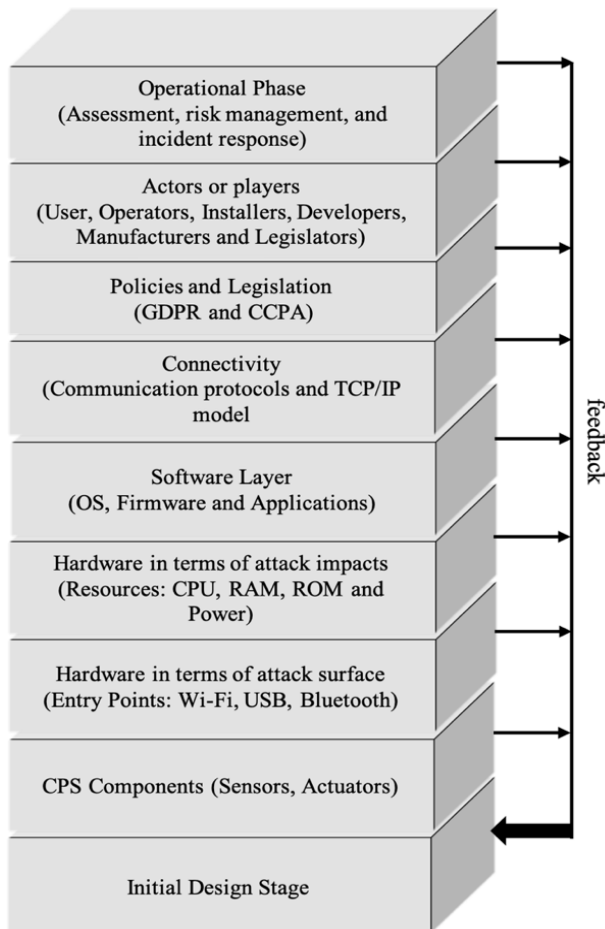 Operational Phase
(Assessment, risk management, and
incident response)
Actors or players
(User, Operators, Installers, Developers,
Manufacturers and Legislators)
Policies and Legislation
(GDPR and CCPA)
Connectivity
(Communication protocols and TCP/IP
model
Software Layer
(OS, Firmware and Applications)
Hardware in terms of attack impacts
(Resources: CPU, RAM, ROM and
Power)
Hardware in terms of attack surface
(Entry Points: Wi-Fi, USB, Bluetooth)
CPS Components (Sensors, Actuators)
Initial Design Stage
feedback